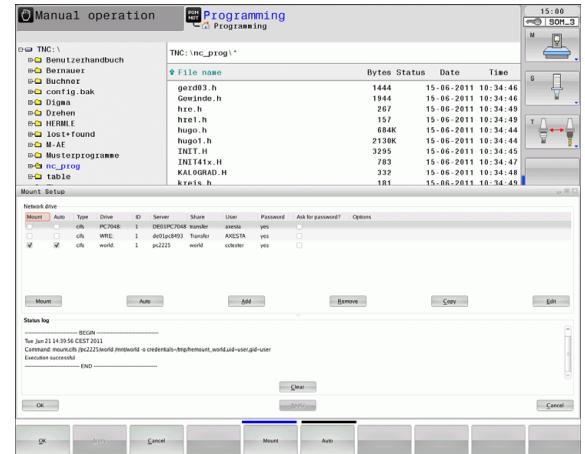 Manual operation
PGM
MGT
Programming
Programming
15:00
SOM_3
TNC:\
Benutzerhandbuch
Bernauer
Buchner
config.bak
Digma
Drehen
HERMLE
lost+found
M-AE
Musterprogramme
nc_prog
table
TNC:\nc_prog\*
File name Bytes Status Date Time
gerd03.h 1444 15-06-2011 10:34:46
Gewinde.h 1944 15-06-2011 10:34:46
hre.h 267 15-06-2011 10:34:49
hre1.h 157 15-06-2011 10:34:49
hugo.h 684K 15-06-2011 10:34:44
hugo1.h 2130K 15-06-2011 10:34:44
INIT.H 3295 15-06-2011 10:34:45
INIT41x.H 783 15-06-2011 10:34:47
KALOGRAD.H 332 15-06-2011 10:34:48
kreis.h 181 15-06-2011 10:34:49
M
S
T
Mount Setup
Network drive
Mount Auto Type Drive ID Server Share User Password Ask for password? Options
cifs PC7048: 1 DE01PC7048 transfer axesta yes
cifs WRE: 1 de01pc8493 Transfer AXESTA yes
cifs world: 1 pc2225 world cctester yes
Mount Auto Add Remove Copy Edit
Status log
BEGIN
Tue Jun 21 14:39:56 CEST 2011
Command: mount.cifs //pc2225/world /mnt/world -o credentials=/tmp/hemount_world,uid=user,gid=user
Execution successful
END
Clear
OK Apply Cancel
OK Apply Cancel Mount Auto